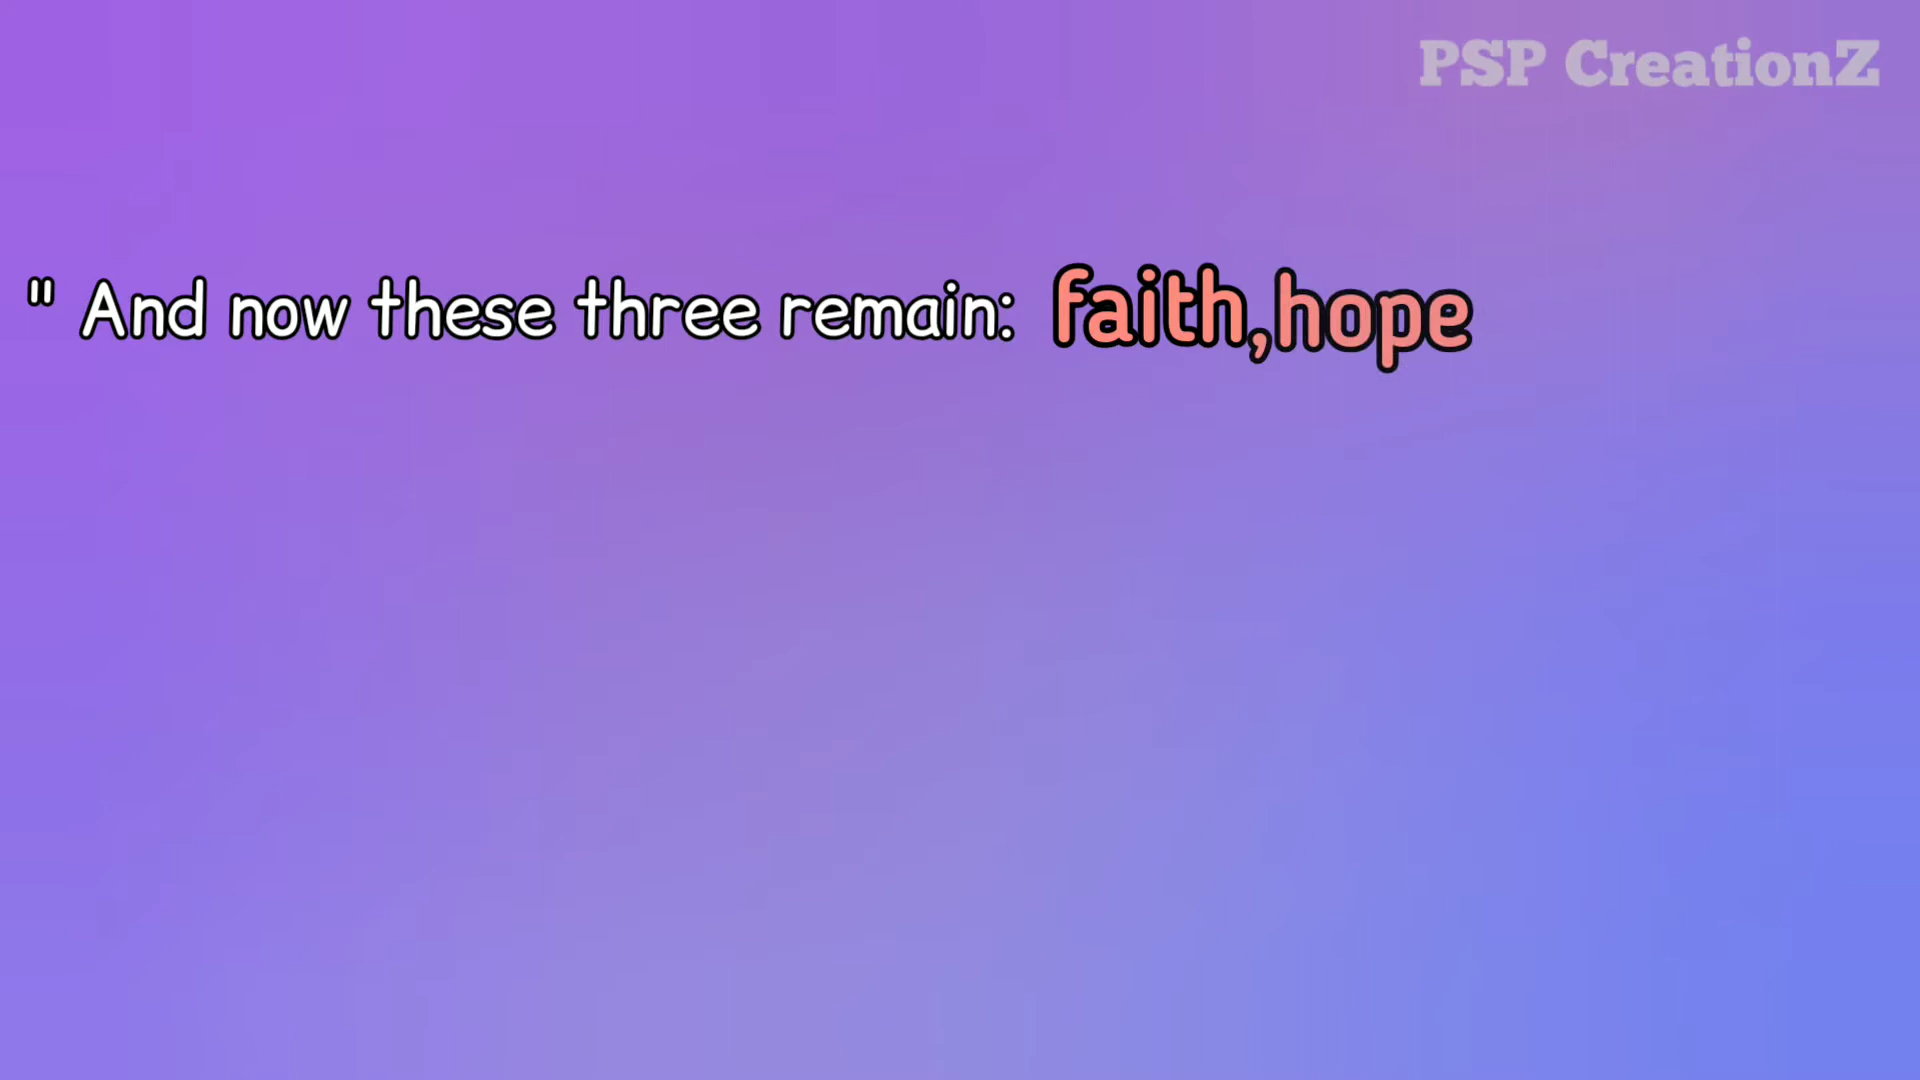 PSP CreationZ
" And now these three remain: faith,hope